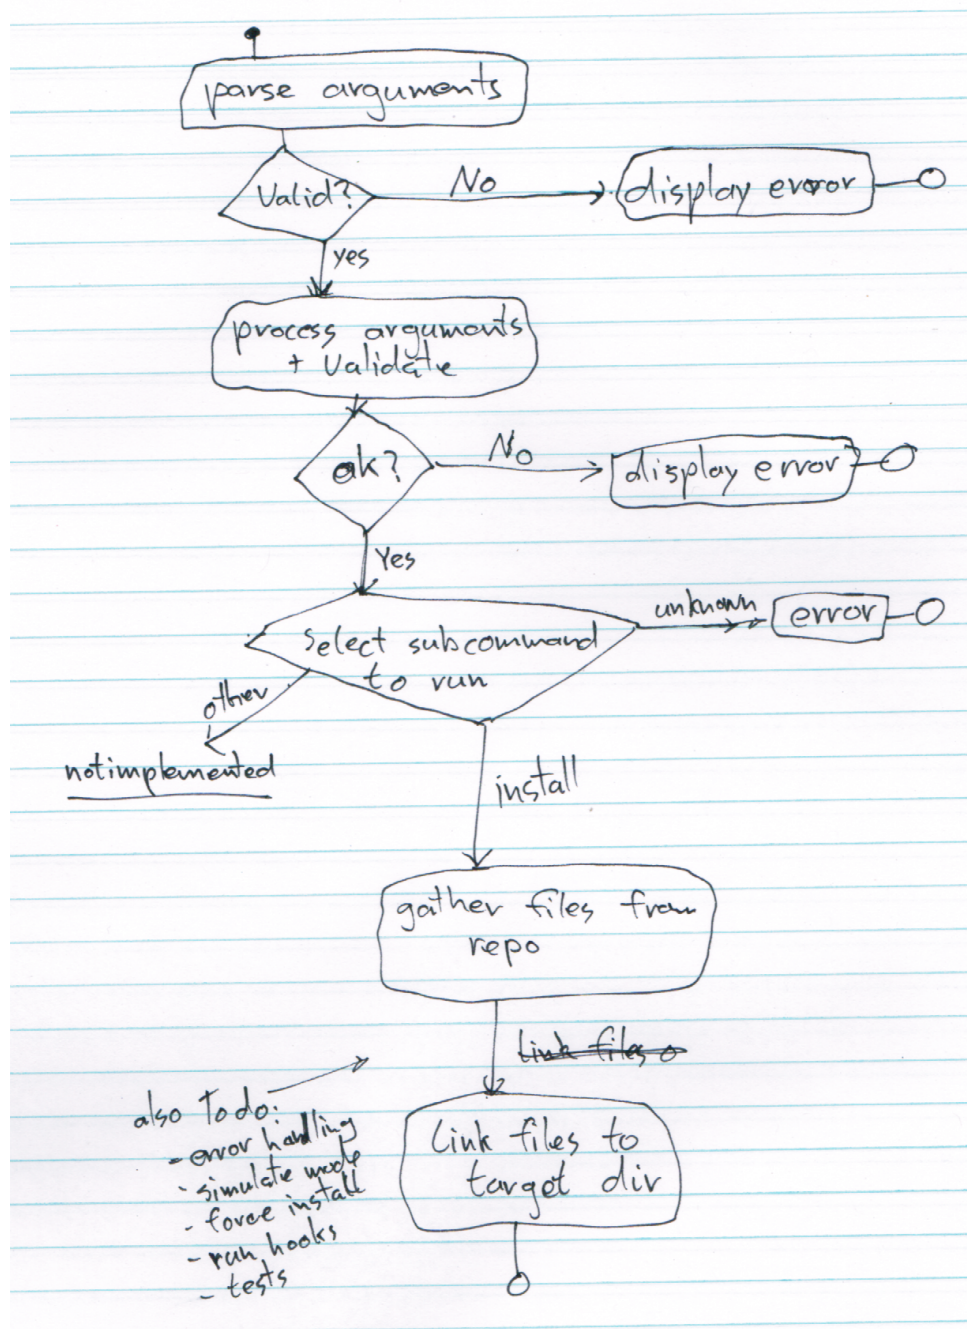 parse arguments
Valid?
No
display error
yes
process arguments
+ Validate
ok?
No
display error
Yes
Select subcommand
to run
unknown
error
other
not implemented
install
gather files from
repo
Link files o
also Todo:
- error handling
- simulate mode
- force install
- run hooks
- tests
Link files to
target dir